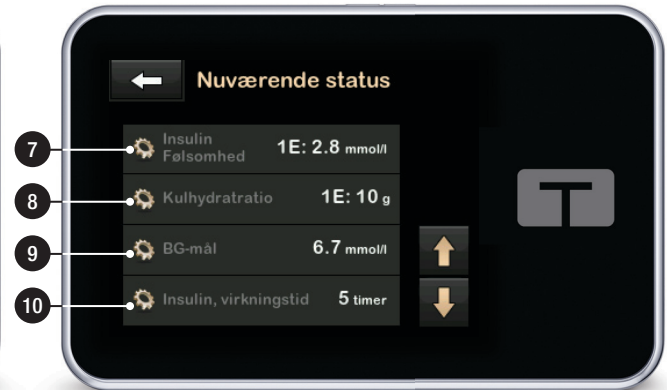 Nuværende status
7
Insulin
Følsomhed
1E: 2.8 mmol/l
8
Kulhydratratio 1E: 10 g
9
BG-mål 6.7 mmol/l
10
Insulin, virkningstid 5 timer